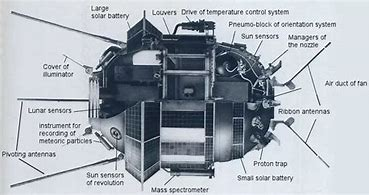 Large
solar battery
Louvers
Drive of temperature control system
Pneumo-block of orientation system
Sun sensors
Managers of
the nozzle
Cover of
illuminator
Air duct of fan
Lunar sensors
Ribbon antennas
instrument for
recording of
meteoric particles
Pivoting antennas
Proton trap
Sun sensors
of revolution
Small solar battery
Mass spectrometer